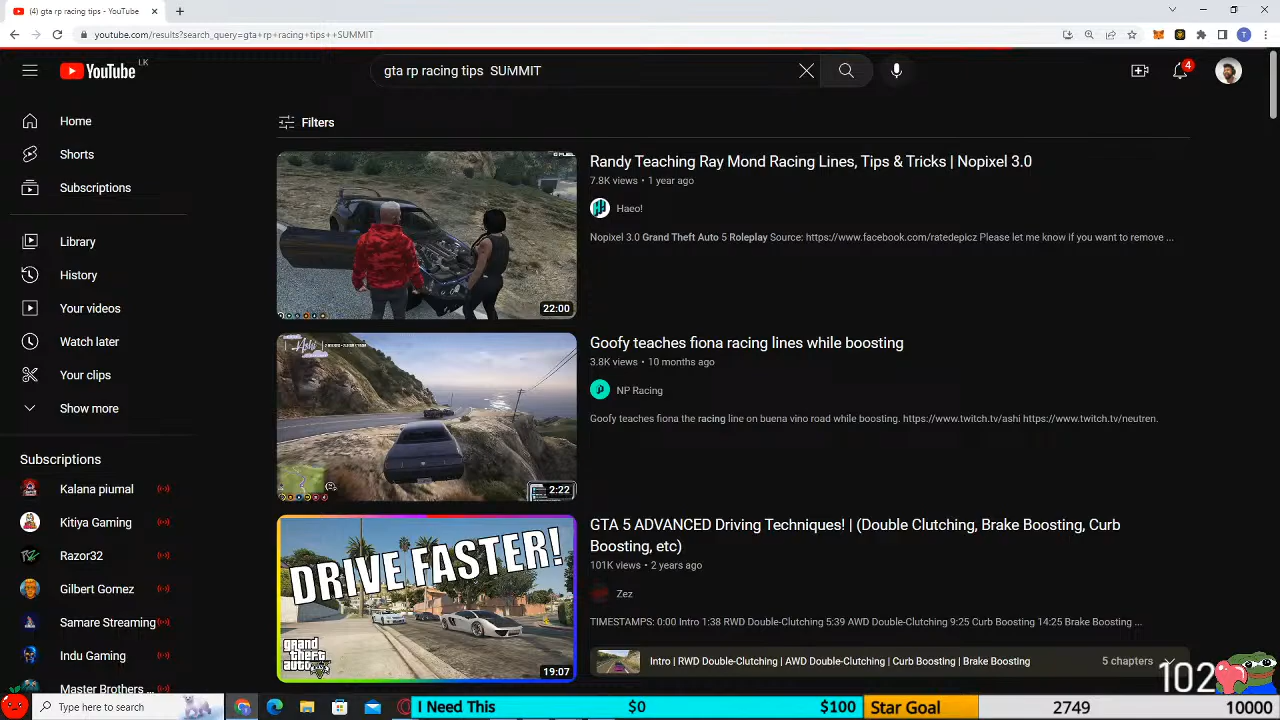 (4) gta rp racing tips - YouTube
youtube.com/results?search_query=gta+rp+racing+tips++SUMMIT
YouTube LK
gta rp racing tips SUMMIT
4
Home
Shorts
Subscriptions
Library
History
Your videos
Watch later
Your clips
Show more
Subscriptions
Kalana piumal
Kitiya Gaming
Razor32
Gilbert Gomez
Samare Streaming
Indu Gaming
Master Brothers ...
Filters
22:00
Randy Teaching Ray Mond Racing Lines, Tips & Tricks | Nopixel 3.0
7.8K views • 1 year ago
Haeo!
Nopixel 3.0 Grand Theft Auto 5 Roleplay Source: https://www.facebook.com/ratedepicz Please let me know if you want to remove ...
2:22
Goofy teaches fiona racing lines while boosting
3.8K views • 10 months ago
NP Racing
Goofy teaches fiona the racing line on buena vino road while boosting. https://www.twitch.tv/ashi https://www.twitch.tv/neutren.
DRIVE FASTER!
grand theft auto V
19:07
GTA 5 ADVANCED Driving Techniques! | (Double Clutching, Brake Boosting, Curb
Boosting, etc)
101K views • 2 years ago
Zez
TIMESTAMPS: 0:00 Intro 1:38 RWD Double-Clutching 5:39 AWD Double-Clutching 9:25 Curb Boosting 14:25 Brake Boosting ...
Intro | RWD Double-Clutching | AWD Double-Clutching | Curb Boosting | Brake Boosting
5 chapters
102
Type here to search
I Need This $0 $100 Star Goal 2749 10000